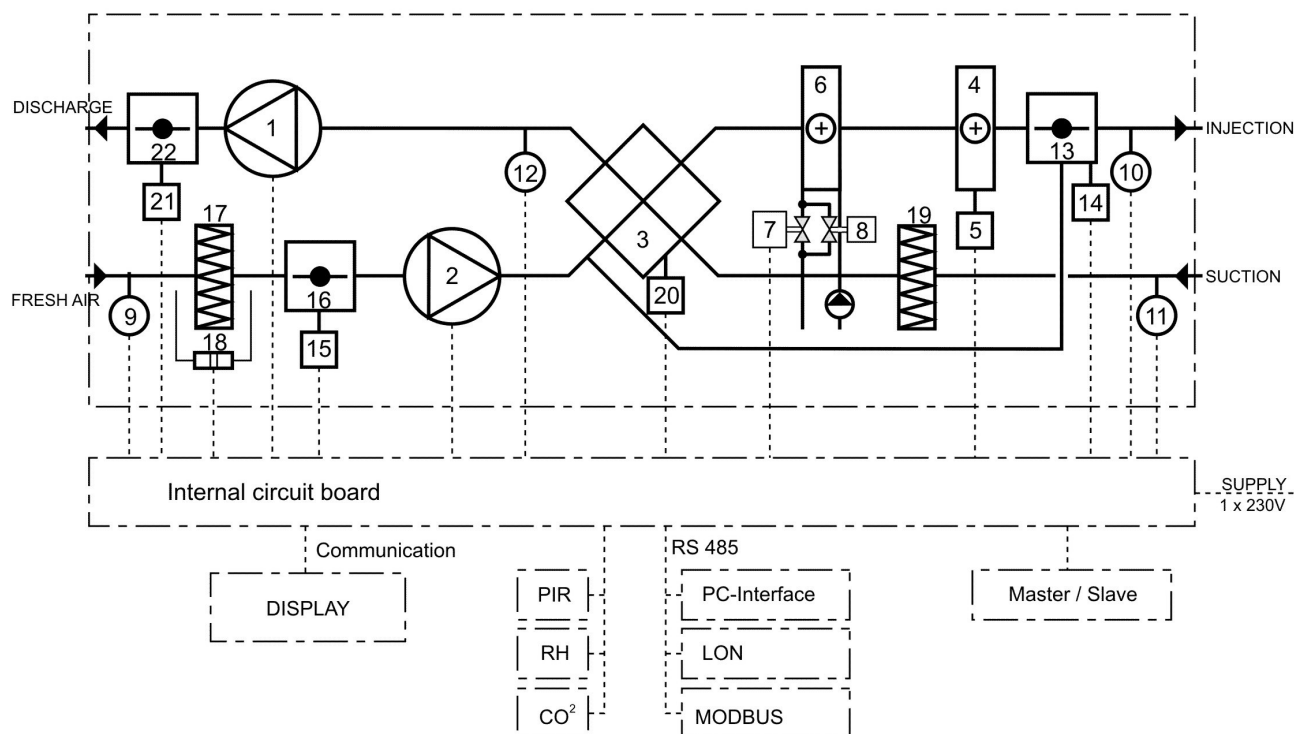 6
4
DISCHARGE
1
INJECTION
22
13
12
10
21
14
17
3
7
8
5
19
2
FRESH AIR
16
20
SUCTION
9
11
18
15
Internal circuit board
SUPPLY
1 x 230V
Communication
RS 485
DISPLAY
PIR
PC-Interface
Master / Slave
RH
LON
CO²
MODBUS